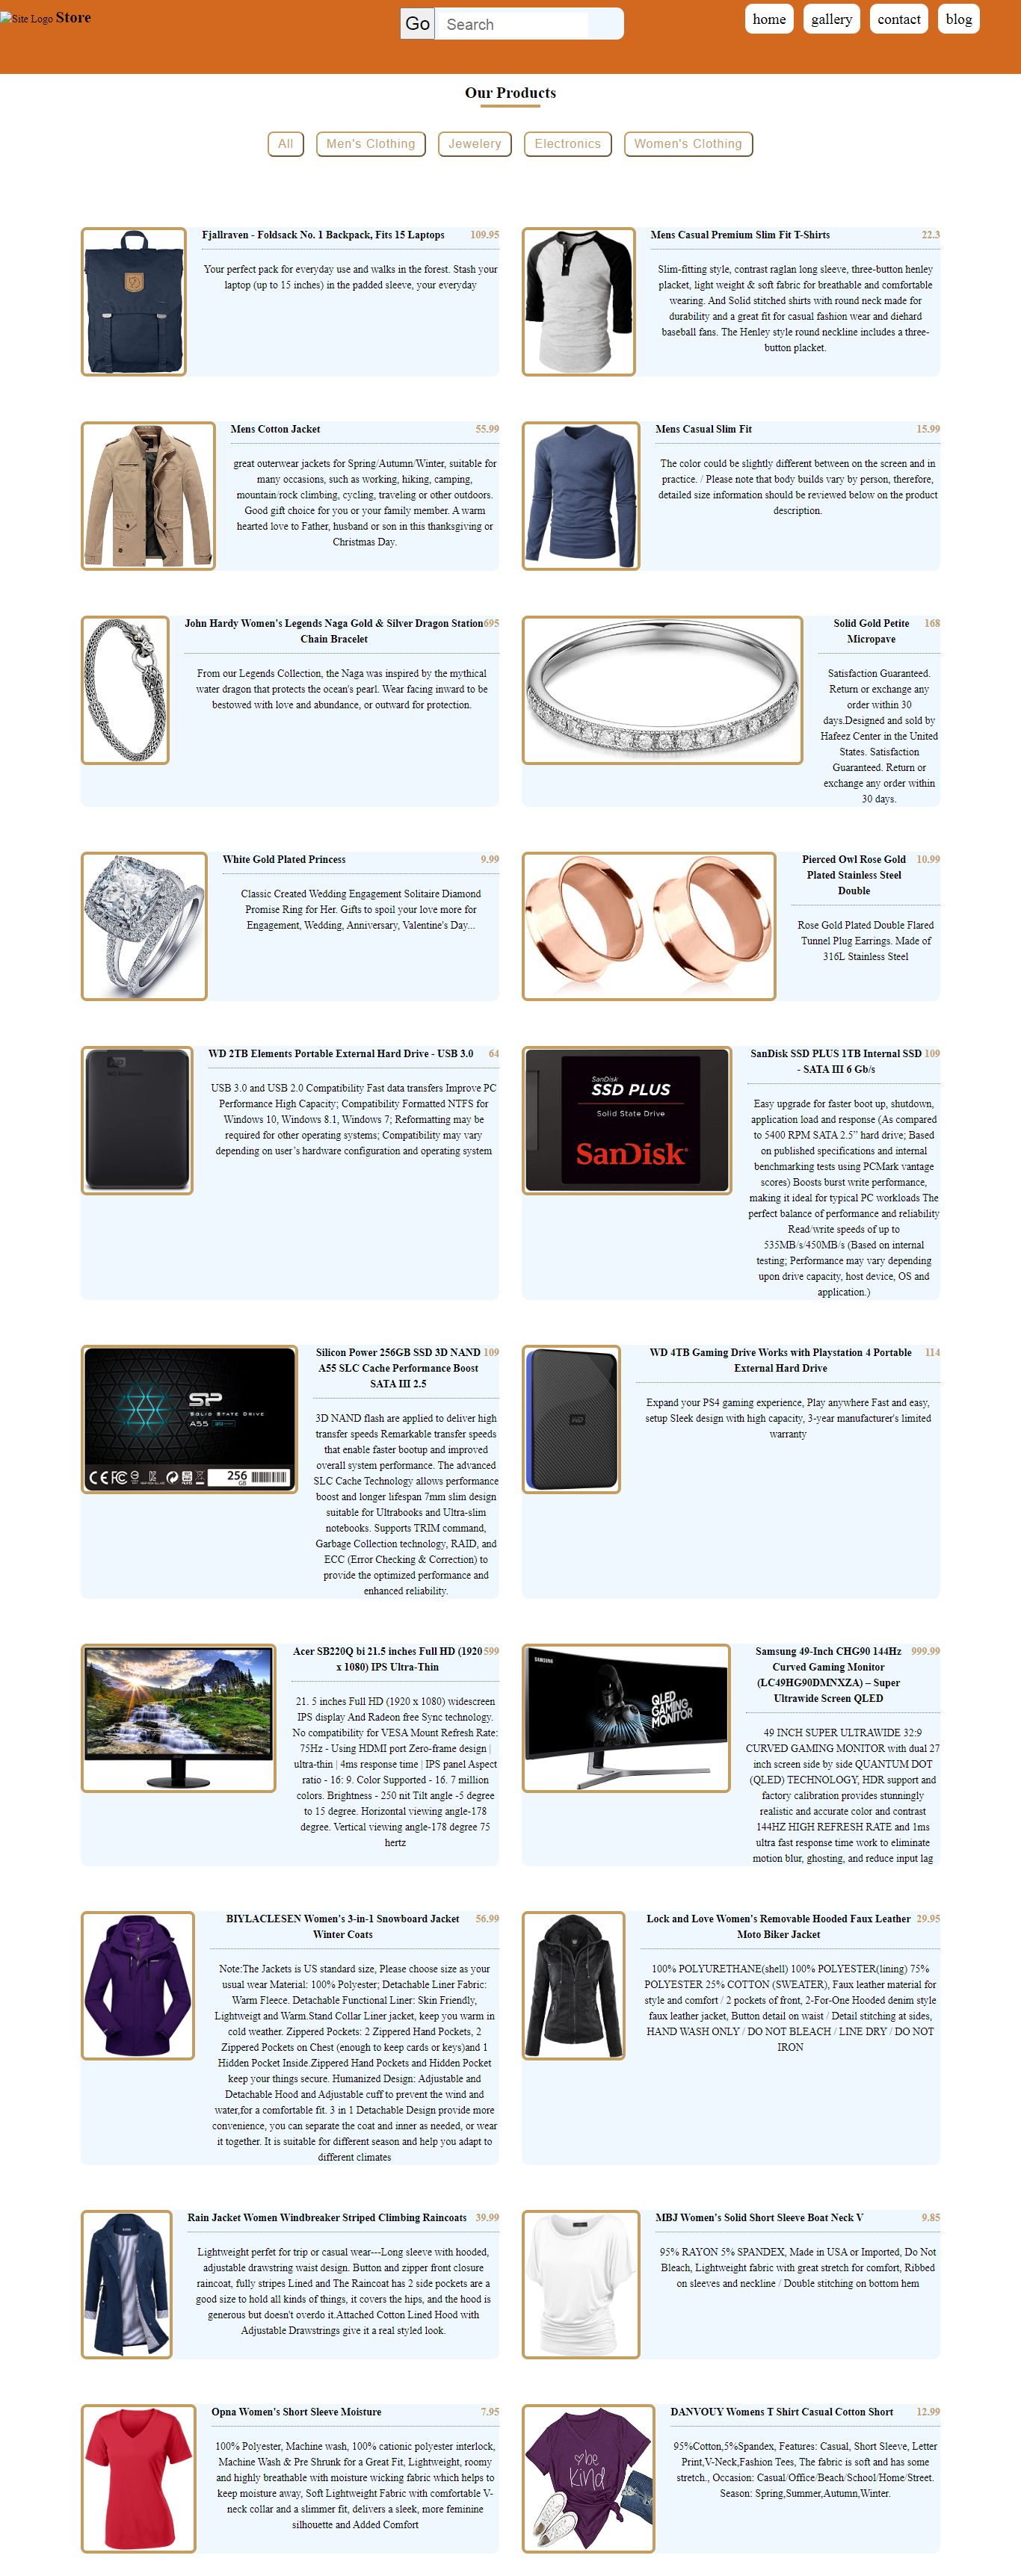 Site Logo Store
Go Search
home gallery contact blog
Our Products
All Men's Clothing Jewelery Electronics Women's Clothing
Fjallraven - Foldsack No. 1 Backpack, Fits 15 Laptops 109.95
Your perfect pack for everyday use and walks in the forest. Stash your
laptop (up to 15 inches) in the padded sleeve, your everyday
Mens Casual Premium Slim Fit T-Shirts 22.3
Slim-fitting style, contrast raglan long sleeve, three-button henley
placket, light weight & soft fabric for breathable and comfortable
wearing. And Solid stitched shirts with round neck made for
durability and a great fit for casual fashion wear and diehard
baseball fans. The Henley style round neckline includes a three-
button placket.
Mens Cotton Jacket 55.99
great outerwear jackets for Spring/Autumn/Winter, suitable for
many occasions, such as working, hiking, camping,
mountain/rock climbing, cycling, traveling or other outdoors.
Good gift choice for you or your family member. A warm
hearted love to Father, husband or son in this thanksgiving or
Christmas Day.
Mens Casual Slim Fit 15.99
The color could be slightly different between on the screen and in
practice. / Please note that body builds vary by person, therefore,
detailed size information should be reviewed below on the product
description.
John Hardy Women's Legends Naga Gold & Silver Dragon Station 695
Chain Bracelet
From our Legends Collection, the Naga was inspired by the mythical
water dragon that protects the ocean's pearl. Wear facing inward to be
bestowed with love and abundance, or outward for protection.
Solid Gold Petite 168
Micropave
Satisfaction Guaranteed.
Return or exchange any
order within 30
days.Designed and sold by
Hafeez Center in the United
States. Satisfaction
Guaranteed. Return or
exchange any order within
30 days.
White Gold Plated Princess 9.99
Classic Created Wedding Engagement Solitaire Diamond
Promise Ring for Her. Gifts to spoil your love more for
Engagement, Wedding, Anniversary, Valentine's Day...
Pierced Owl Rose Gold 10.99
Plated Stainless Steel
Double
Rose Gold Plated Double Flared
Tunnel Plug Earrings. Made of
316L Stainless Steel
WD 2TB Elements Portable External Hard Drive - USB 3.0 64
USB 3.0 and USB 2.0 Compatibility Fast data transfers Improve PC
Performance High Capacity; Compatibility Formatted NTFS for
Windows 10, Windows 8.1, Windows 7; Reformatting may be
required for other operating systems; Compatibility may vary
depending on user’s hardware configuration and operating system
SanDisk
SSD PLUS
Solid State Drive
SanDisk
SanDisk SSD PLUS 1TB Internal SSD 109
- SATA III 6 Gb/s
Easy upgrade for faster boot up, shutdown,
application load and response (As compared
to 5400 RPM SATA 2.5” hard drive; Based
on published specifications and internal
benchmarking tests using PCMark vantage
scores) Boosts burst write performance,
making it ideal for typical PC workloads The
perfect balance of performance and reliability
Read/write speeds of up to
535MB/s/450MB/s (Based on internal
testing; Performance may vary depending
upon drive capacity, host device, OS and
application.)
SP
SOLID STATE DRIVE
A55
256
GB
Silicon Power 256GB SSD 3D NAND 109
A55 SLC Cache Performance Boost
SATA III 2.5
3D NAND flash are applied to deliver high
transfer speeds Remarkable transfer speeds
that enable faster bootup and improved
overall system performance. The advanced
SLC Cache Technology allows performance
boost and longer lifespan 7mm slim design
suitable for Ultrabooks and Ultra-slim
notebooks. Supports TRIM command,
Garbage Collection technology, RAID, and
ECC (Error Checking & Correction) to
provide the optimized performance and
enhanced reliability.
WD 4TB Gaming Drive Works with Playstation 4 Portable 114
External Hard Drive
Expand your PS4 gaming experience, Play anywhere Fast and easy,
setup Sleek design with high capacity, 3-year manufacturer's limited
warranty
Acer SB220Q bi 21.5 inches Full HD (1920 599
x 1080) IPS Ultra-Thin
21. 5 inches Full HD (1920 x 1080) widescreen
IPS display And Radeon free Sync technology.
No compatibility for VESA Mount Refresh Rate:
75Hz - Using HDMI port Zero-frame design |
ultra-thin | 4ms response time | IPS panel Aspect
ratio - 16: 9. Color Supported - 16. 7 million
colors. Brightness - 250 nit Tilt angle -5 degree
to 15 degree. Horizontal viewing angle-178
degree. Vertical viewing angle-178 degree 75
hertz
SAMSUNG
QLED
GAMING
MONITOR
Samsung 49-Inch CHG90 144Hz 999.99
Curved Gaming Monitor
(LC49HG90DMNXZA) – Super
Ultrawide Screen QLED
49 INCH SUPER ULTRAWIDE 32:9
CURVED GAMING MONITOR with dual 27
inch screen side by side QUANTUM DOT
(QLED) TECHNOLOGY, HDR support and
factory calibration provides stunningly
realistic and accurate color and contrast
144HZ HIGH REFRESH RATE and 1ms
ultra fast response time work to eliminate
motion blur, ghosting, and reduce input lag
BIYLACLESEN Women's 3-in-1 Snowboard Jacket 56.99
Winter Coats
Note:The Jackets is US standard size, Please choose size as your
usual wear Material: 100% Polyester; Detachable Liner Fabric:
Warm Fleece. Detachable Functional Liner: Skin Friendly,
Lightweigt and Warm.Stand Collar Liner jacket, keep you warm in
cold weather. Zippered Pockets: 2 Zippered Hand Pockets, 2
Zippered Pockets on Chest (enough to keep cards or keys)and 1
Hidden Pocket Inside.Zippered Hand Pockets and Hidden Pocket
keep your things secure. Humanized Design: Adjustable and
Detachable Hood and Adjustable cuff to prevent the wind and
water,for a comfortable fit. 3 in 1 Detachable Design provide more
convenience, you can separate the coat and inner as needed, or wear
it together. It is suitable for different season and help you adapt to
different climates
Lock and Love Women's Removable Hooded Faux Leather 29.95
Moto Biker Jacket
100% POLYURETHANE(shell) 100% POLYESTER(lining) 75%
POLYESTER 25% COTTON (SWEATER), Faux leather material for
style and comfort / 2 pockets of front, 2-For-One Hooded denim style
faux leather jacket, Button detail on waist / Detail stitching at sides,
HAND WASH ONLY / DO NOT BLEACH / LINE DRY / DO NOT
IRON
Rain Jacket Women Windbreaker Striped Climbing Raincoats 39.99
Lightweight perfet for trip or casual wear---Long sleeve with hooded,
adjustable drawstring waist design. Button and zipper front closure
raincoat, fully stripes Lined and The Raincoat has 2 side pockets are a
good size to hold all kinds of things, it covers the hips, and the hood is
generous but doesn't overdo it.Attached Cotton Lined Hood with
Adjustable Drawstrings give it a real styled look.
MBJ Women's Solid Short Sleeve Boat Neck V 9.85
95% RAYON 5% SPANDEX, Made in USA or Imported, Do Not
Bleach, Lightweight fabric with great stretch for comfort, Ribbed
on sleeves and neckline / Double stitching on bottom hem
Opna Women's Short Sleeve Moisture 7.95
100% Polyester, Machine wash, 100% cationic polyester interlock,
Machine Wash & Pre Shrunk for a Great Fit, Lightweight, roomy
and highly breathable with moisture wicking fabric which helps to
keep moisture away, Soft Lightweight Fabric with comfortable V-
neck collar and a slimmer fit, delivers a sleek, more feminine
silhouette and Added Comfort
be
kind
DANVOUY Womens T Shirt Casual Cotton Short 12.99
95%Cotton,5%Spandex, Features: Casual, Short Sleeve, Letter
Print,V-Neck,Fashion Tees, The fabric is soft and has some
stretch., Occasion: Casual/Office/Beach/School/Home/Street.
Season: Spring,Summer,Autumn,Winter.